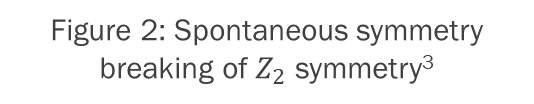 Figure 2: Spontaneous symmetry
breaking of Z₂ symmetry³